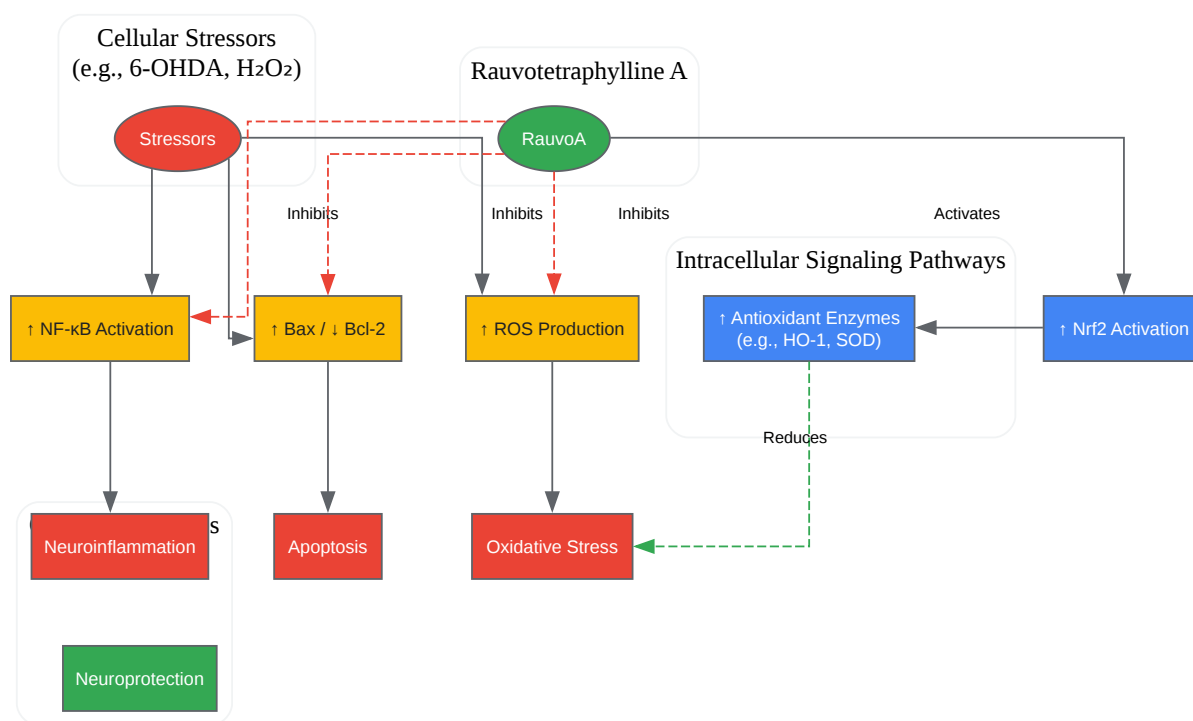 Cellular Stressors
(e.g., 6-OHDA, H₂O₂)
Rauvotetraphylline A
Stressors
RauvoA
Inhibits
Inhibits
Inhibits
Activates
Intracellular Signaling Pathways
↑ NF-κB Activation
↑ Bax / ↓ Bcl-2
↑ ROS Production
↑ Antioxidant Enzymes
(e.g., HO-1, SOD)
↑ Nrf2 Activation
Reduces
Neuroinflammation
Apoptosis
Oxidative Stress
Neuroprotection